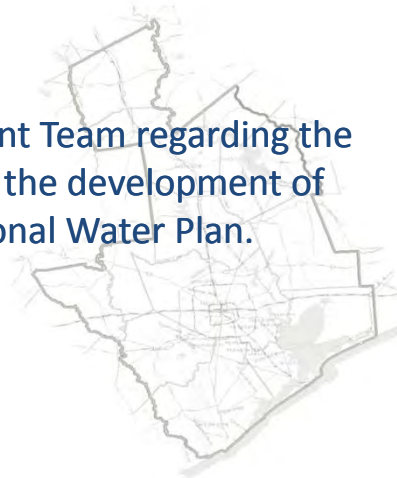 nt Team regarding the
the development of
onal Water Plan.